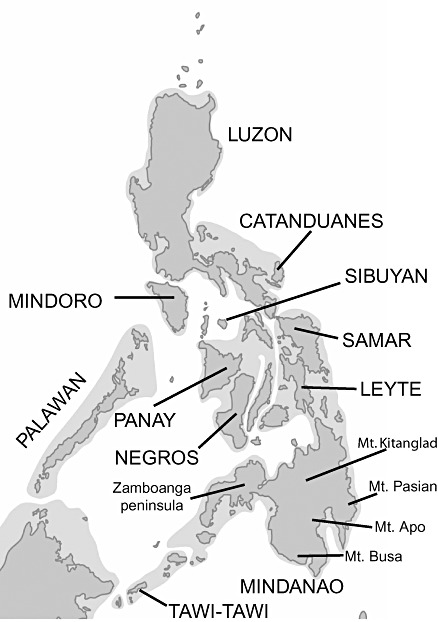 LUZON
CATANDUANES
SIBUYAN
MINDORO
SAMAR
LEYTE
PALAWAN
PANAY
NEGROS
Mt.Kitanglad
Zamboanga
peninsula
Mt. Pasian
Mt. Apo
Mt. Busa
MINDANAO
TAWI-TAWI